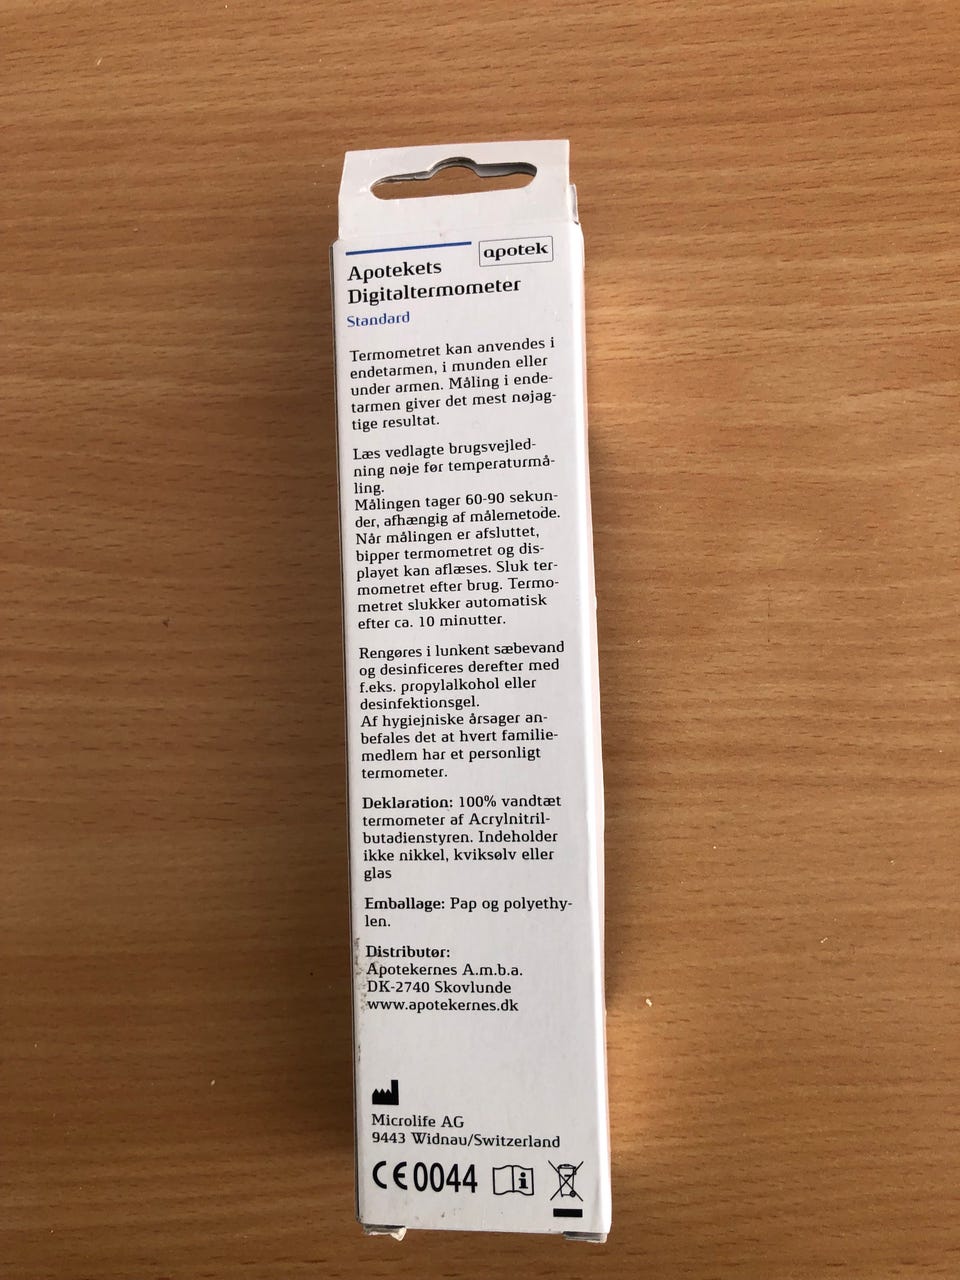 apotek
Apotekets
Digitaltermometer
Standard
Termometret kan anvendes i
endetarmen, i munden eller
under armen. Måling i ende-
tarmen giver det mest nøjag-
tige resultat.
Læs vedlagte brugsvejled-
ning nøje før temperaturmå-
ling.
Målingen tager 60-90 sekun-
der, afhængig af målemetode.
Når målingen er afsluttet,
bipper termometret og dis-
playet kan aflæses. Sluk ter-
mometret efter brug. Termo-
metret slukker automatisk
efter ca. 10 minutter.
Rengøres i lunkent sæbevand
og desinficeres derefter med
f.eks. propylalkohol eller
desinfektionsgel.
Af hygiejniske årsager an-
befales det at hvert familie-
medlem har et personligt
termometer.
Deklaration: 100% vandtæt
termometer af Acrylnitril-
butadienstyren. Indeholder
ikke nikkel, kviksølv eller
glas
Emballage: Pap og polyethy-
len.
Distributør:
Apotekernes A.m.b.a.
DK-2740 Skovlunde
www.apotekernes.dk
Microlife AG
9443 Widnau/Switzerland
CE0044